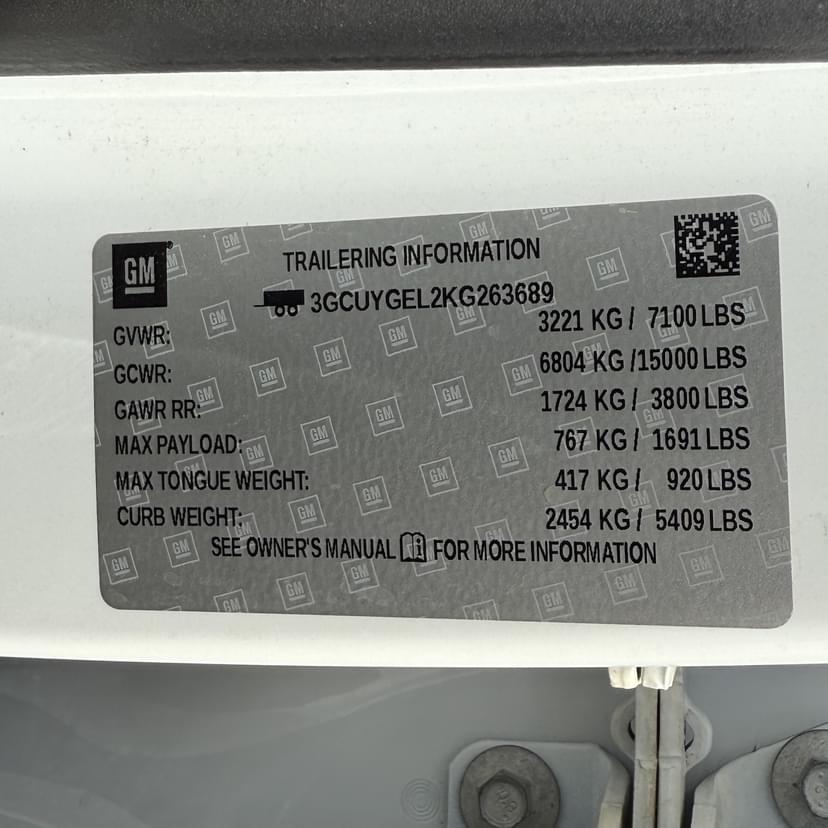 GM
TRAILERING INFORMATION
3GCUYGEL2KG263689
GVWR: 3221 KG / 7100 LBS
GCWR: 6804 KG / 15000 LBS
GAWR RR: 1724 KG / 3800 LBS
MAX PAYLOAD: 767 KG / 1691 LBS
MAX TONGUE WEIGHT: 417 KG / 920 LBS
CURB WEIGHT: 2454 KG / 5409 LBS
SEE OWNER'S MANUAL FOR MORE INFORMATION